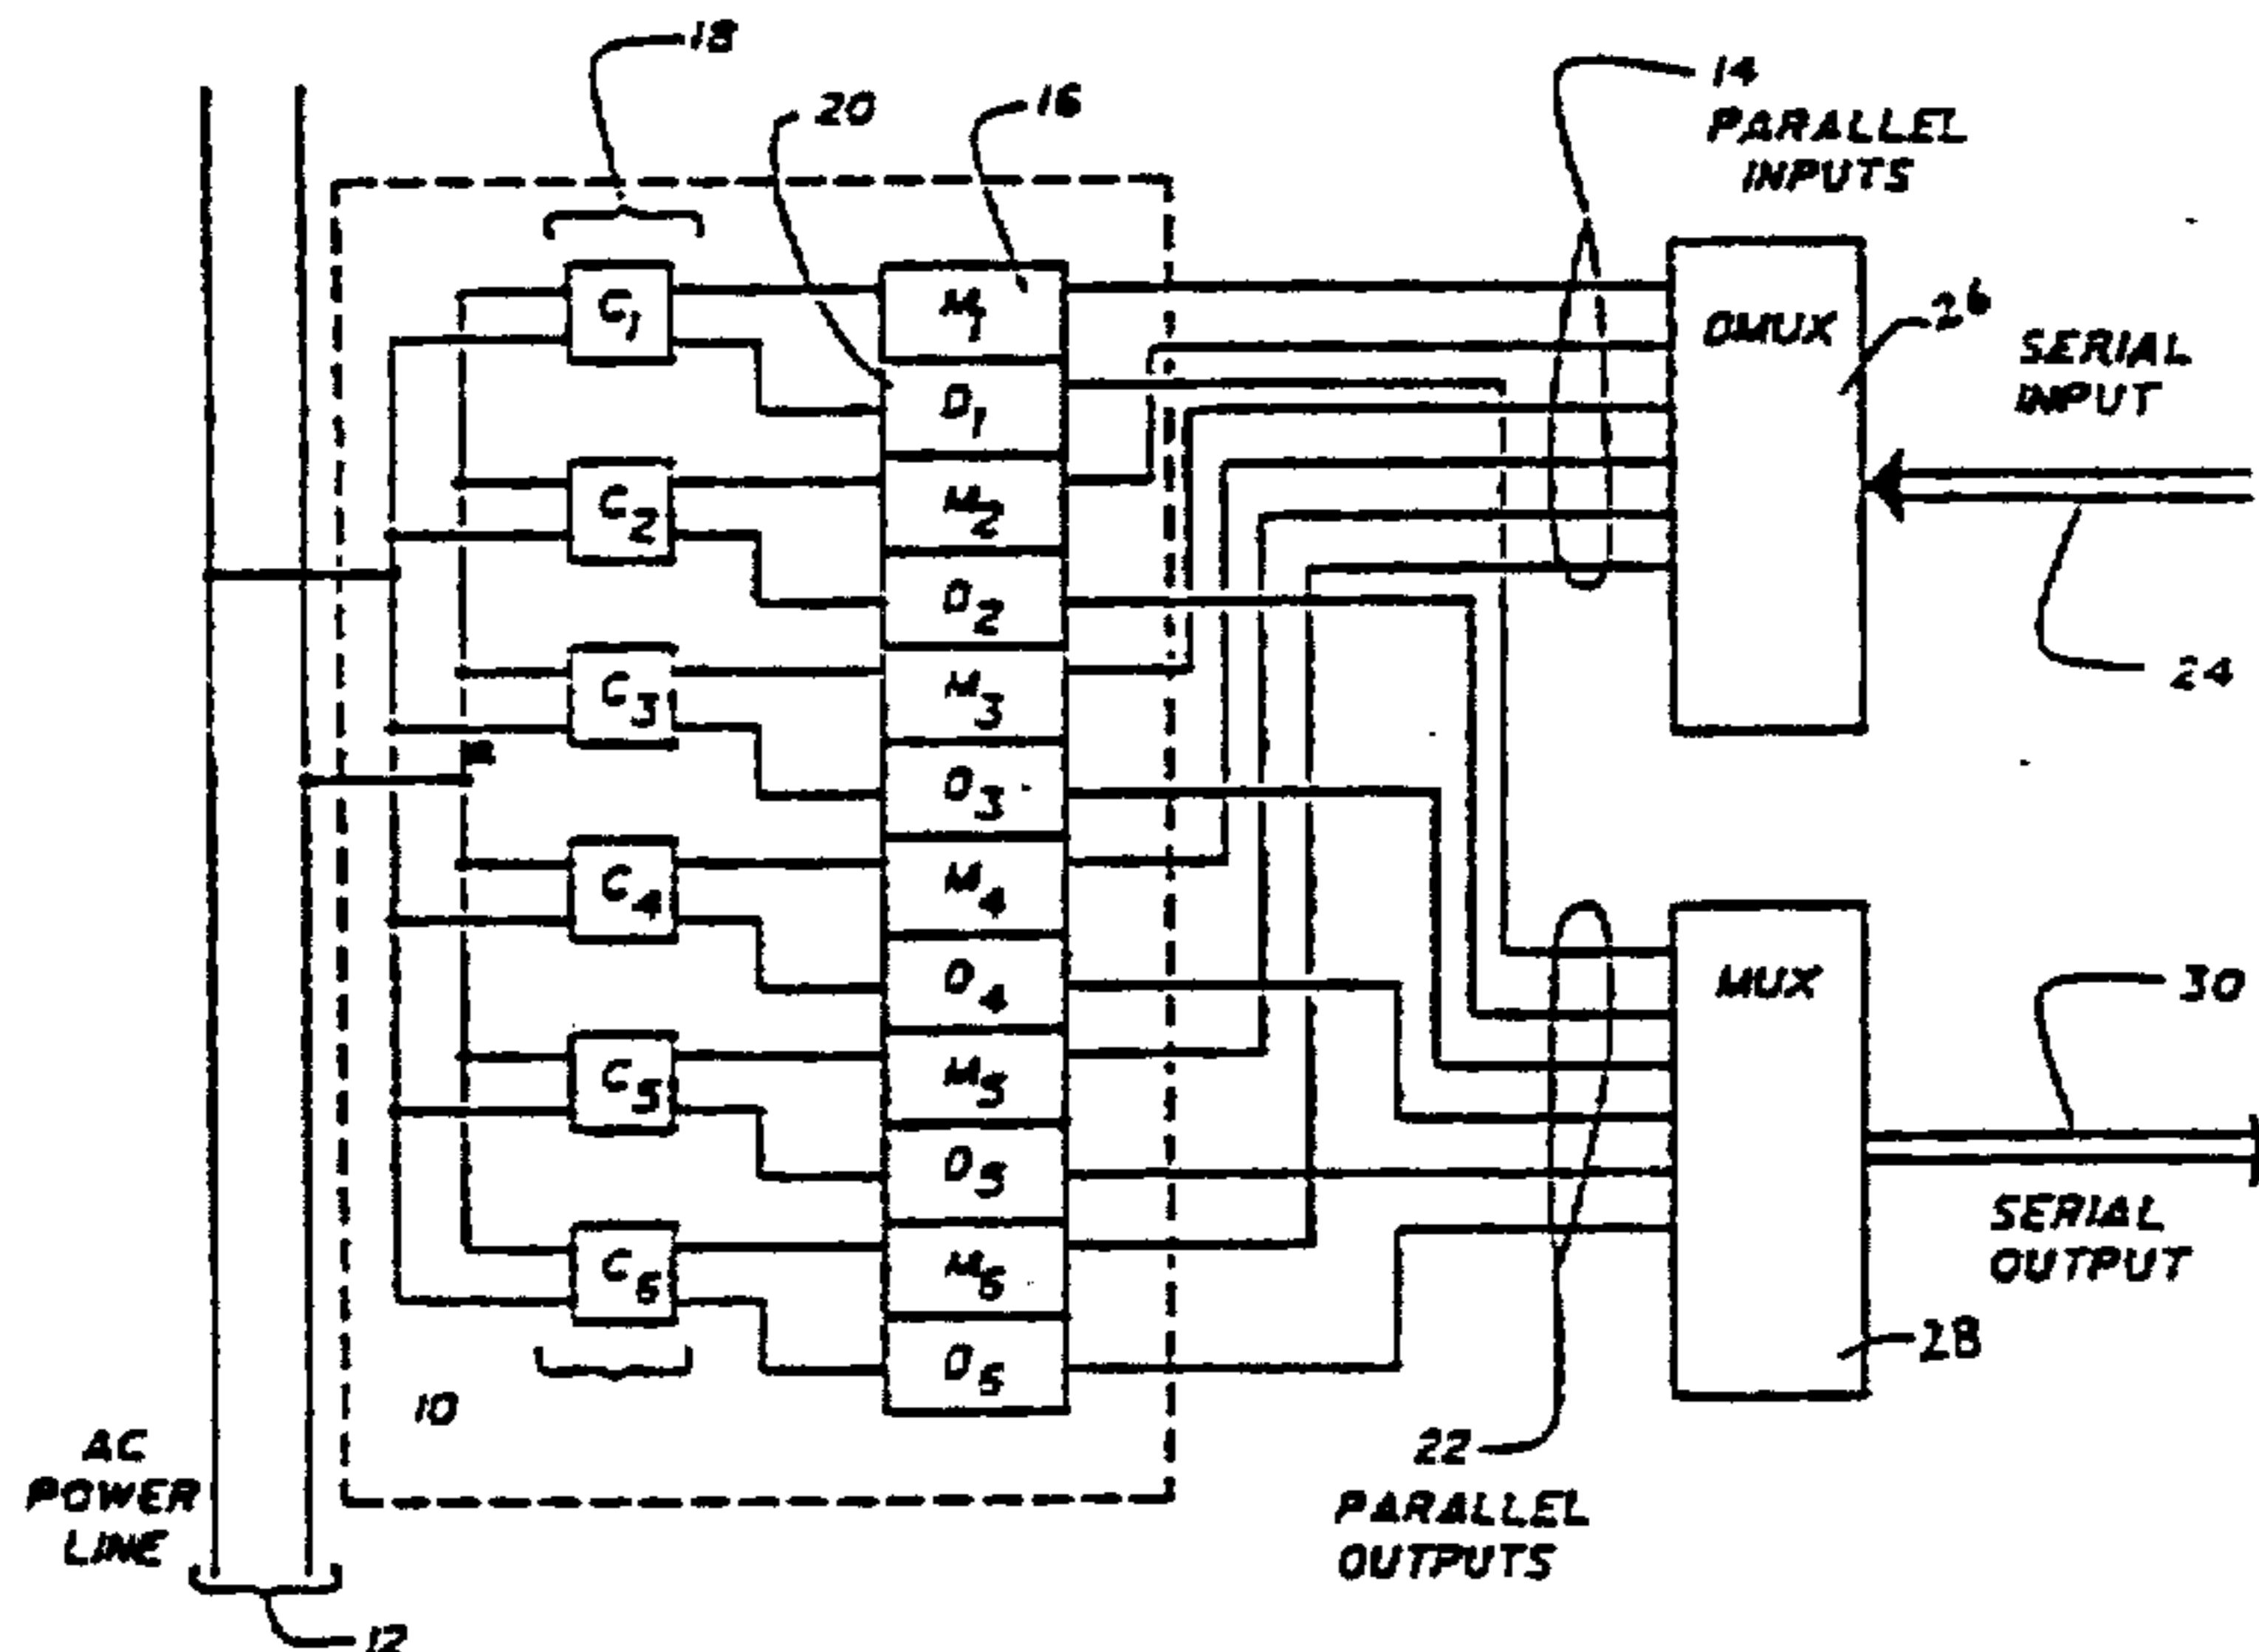 18
20
16
14
PARALLEL
INPUTS
C1
M1
DMUX
26
SERIAL
INPUT
D1
C2
M2
D2
24
C3
M3
D3
C4
M4
D4
MUX
30
C5
M5
D5
SERIAL
OUTPUT
C6
M6
D6
28
10
22
PARALLEL
OUTPUTS
AC
POWER
LINE
12